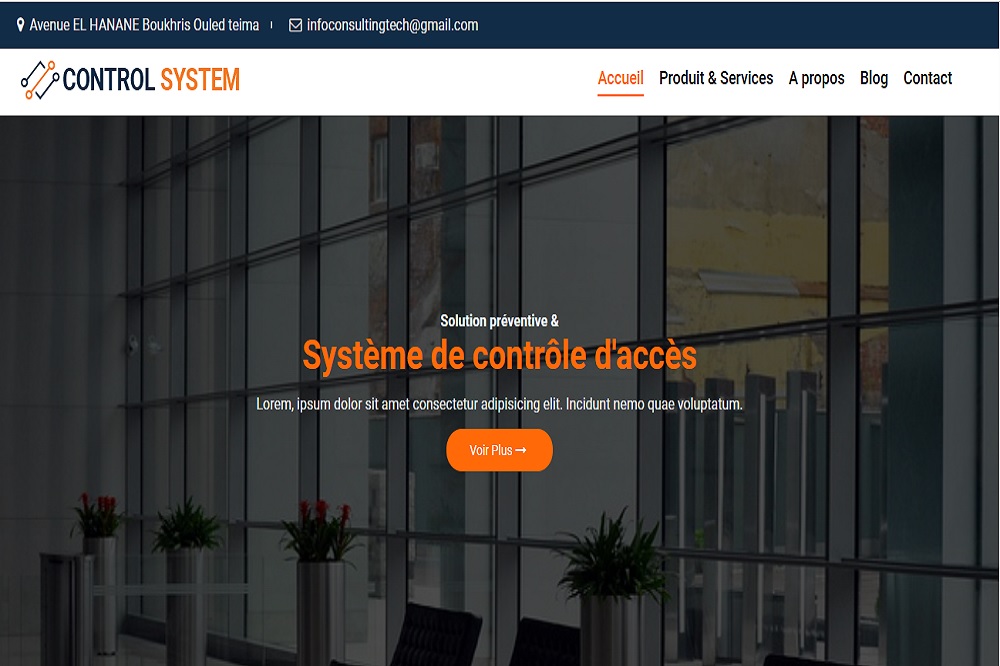 Avenue EL HANANE Boukhris Ouled teima
infoconsultingtech@gmail.com
CONTROL SYSTEM
Accueil Produit & Services A propos Blog Contact
Solution préventive &
Système de contrôle d'accès
Lorem, ipsum dolor sit amet consectetur adipisicing elit. Incidunt nemo quae voluptatum.
Voir Plus →